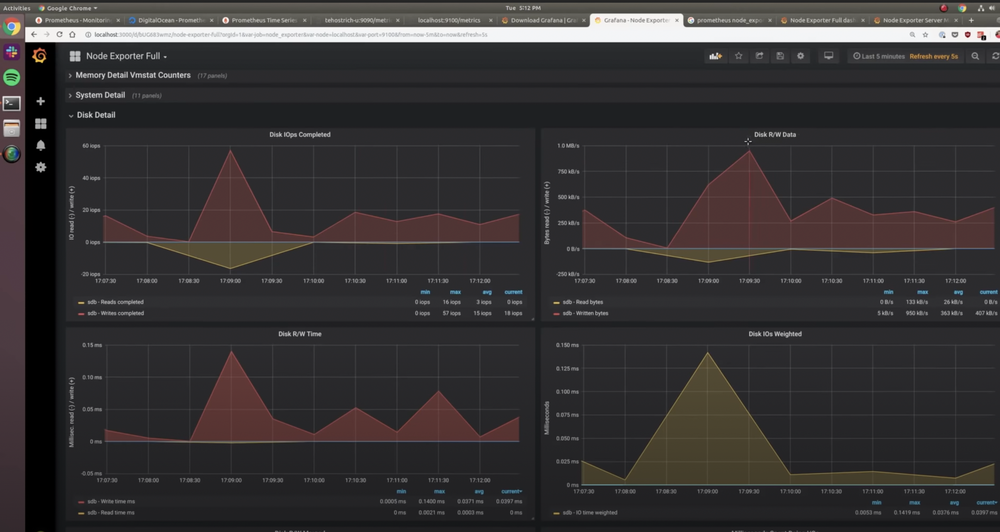 Activities Google Chrome Tue 5:12 PM
Prometheus - Monitoring DigitalOcean - Promethe Prometheus Time Series tehostrich-u:9090/metri localhost:9100/metrics Download Grafana | Gra Grafana - Node Exporter prometheus node_expo Node Exporter Full dash Node Exporter Server M
localhost:3000/d/bUG683wmz/node-exporter-full?orgId=1&var-job=node_exporter&var-node=localhost&var-port=9100&from=now-5m&to=now&refresh=5s
2
Node Exporter Full Last 5 minutes Refresh every 5s
Memory Detail Vmstat Counters (17 panels)
System Detail (11 panels)
Disk Detail
Disk IOps Completed
60 iops
40 iops
20 iops
0 iops
-20 iops
IO read (-) / write (+)
17:07:30 17:08:00 17:08:30 17:09:00 17:09:30 17:10:00 17:10:30 17:11:00 17:11:30 17:12:00
min max avg current
sdb - Reads completed 0 iops 16 iops 3 iops 0 iops
sdb - Writes completed 0 iops 57 iops 15 iops 18 iops
Disk R/W Data
1.0 MB/s
750 kB/s
500 kB/s
250 kB/s
0 B/s
-250 kB/s
Bytes read (-) / write (+)
17:07:30 17:08:00 17:08:30 17:09:00 17:09:30 17:10:00 17:10:30 17:11:00 17:11:30 17:12:00
min max avg current
sdb - Read bytes 0 B/s 133 kB/s 26 kB/s 0 B/s
sdb - Written bytes 5 kB/s 950 kB/s 363 kB/s 407 kB/s
Disk R/W Time
0.15 ms
0.10 ms
0.05 ms
0 ms
-0.05 ms
Millisec. read (-) / write (+)
17:07:30 17:08:00 17:08:30 17:09:00 17:09:30 17:10:00 17:10:30 17:11:00 17:11:30 17:12:00
min max avg current
sdb - Write time ms 0.0005 ms 0.1400 ms 0.0371 ms 0.0397 ms
sdb - Read time ms 0 ms 0.0021 ms 0.0003 ms 0 ms
Disk IOs Weighted
0.150 ms
0.125 ms
0.100 ms
0.075 ms
0.050 ms
0.025 ms
0 ms
Milliseconds
17:07:30 17:08:00 17:08:30 17:09:00 17:09:30 17:10:00 17:10:30 17:11:00 17:11:30 17:12:00
min max avg current
sdb - IO time weighted 0.0053 ms 0.1419 ms 0.0376 ms 0.0397 ms